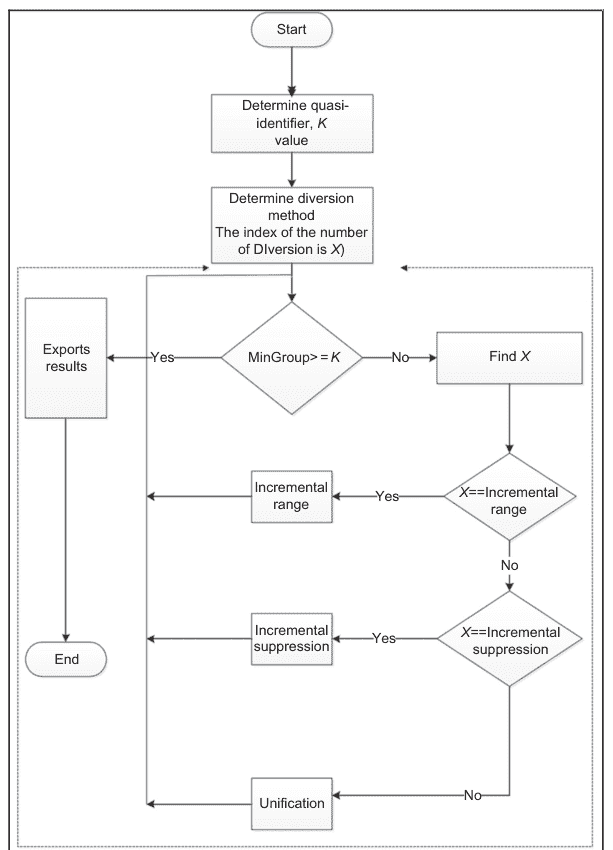 Start
Determine quasi-
identifier, K
value
Determine diversion
method
The index of the number
of DIversion is X)
Exports
results
Yes
MinGroup> = K
No
Find X
Incremental
range
Yes
X==Incremental
range
No
End
Incremental
suppression
Yes
X==Incremental
suppression
Unification
No